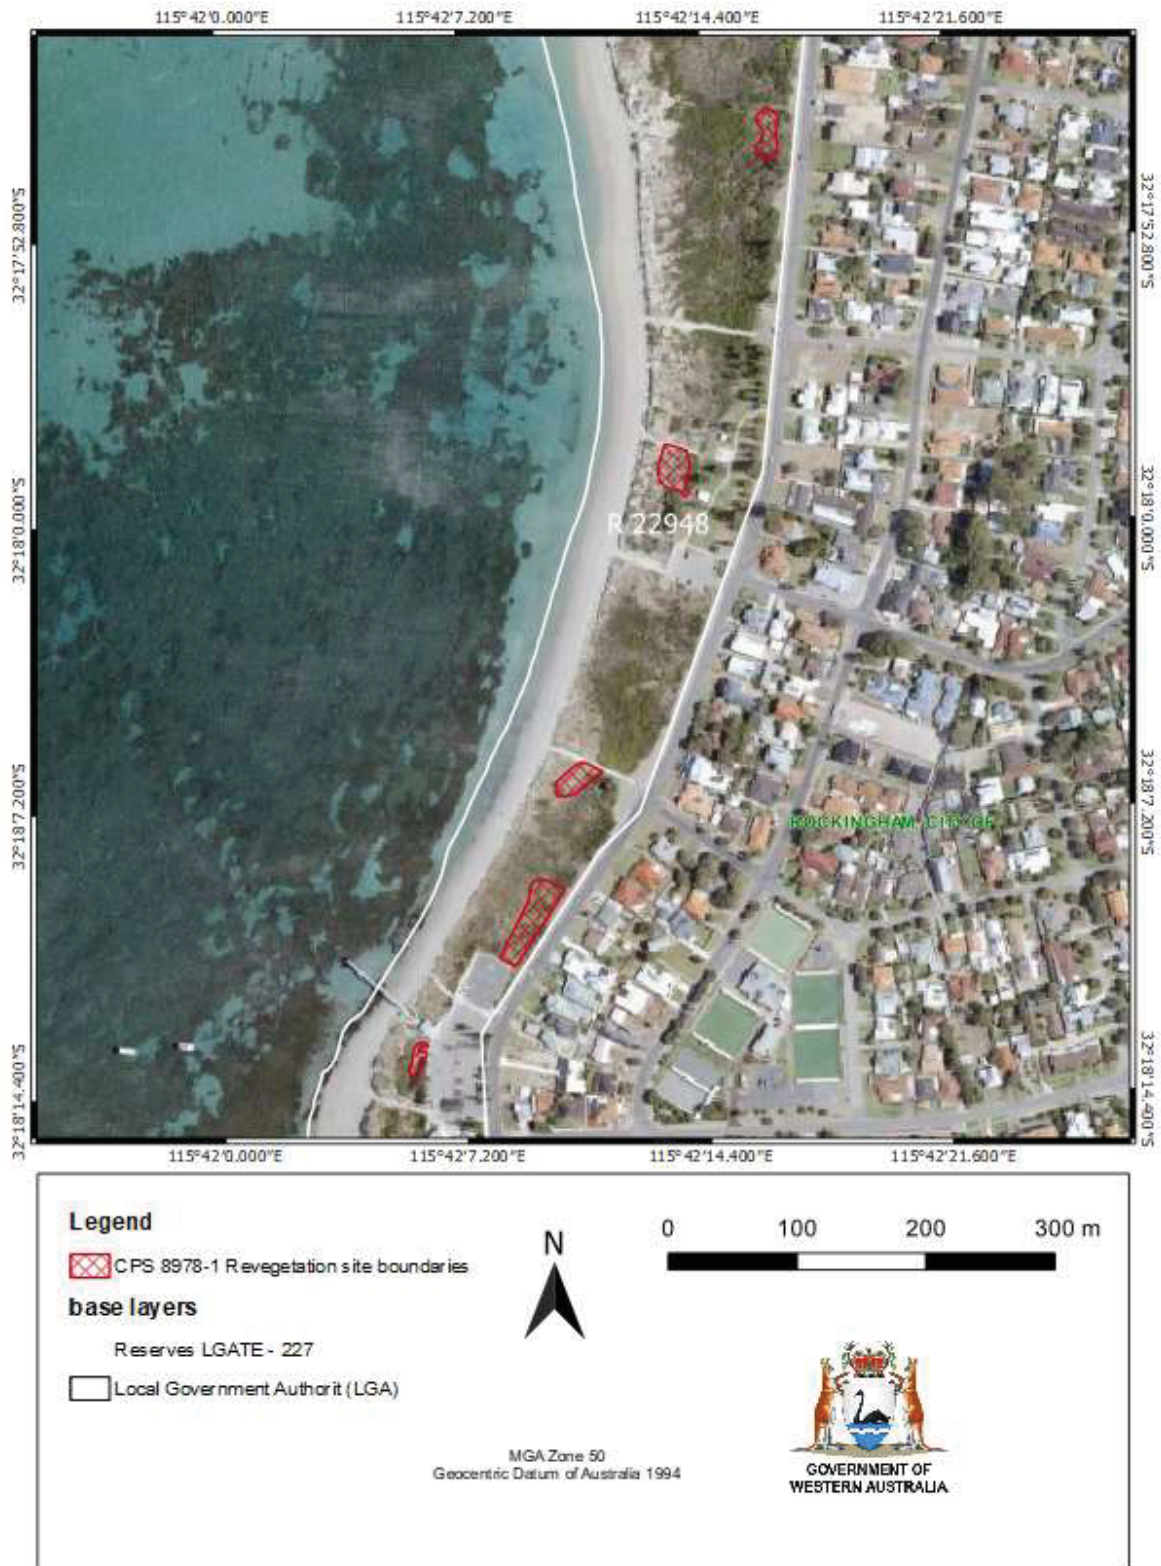 115°42'0.000"E 115°42'7.200"E 115°42'14.400"E 115°42'21.600"E
32°17'52.800"S 32°17'52.800"S
32°18'0.000"S 32°18'0.000"S
R 22948
32°18'7.200"S 32°18'7.200"S
ROCKINGHAM, CITY OF
32°18'14.400"S 32°18'14.400"S
115°42'0.000"E 115°42'7.200"E 115°42'14.400"E 115°42'21.600"E
Legend
CPS 8978-1 Revegetation site boundaries
base layers
Reserves LGATE - 227
Local Government Authorit (LGA)
N
0 100 200 300 m
MGA Zone 50
Geocentric Datum of Australia 1994
GOVERNMENT OF
WESTERN AUSTRALIA